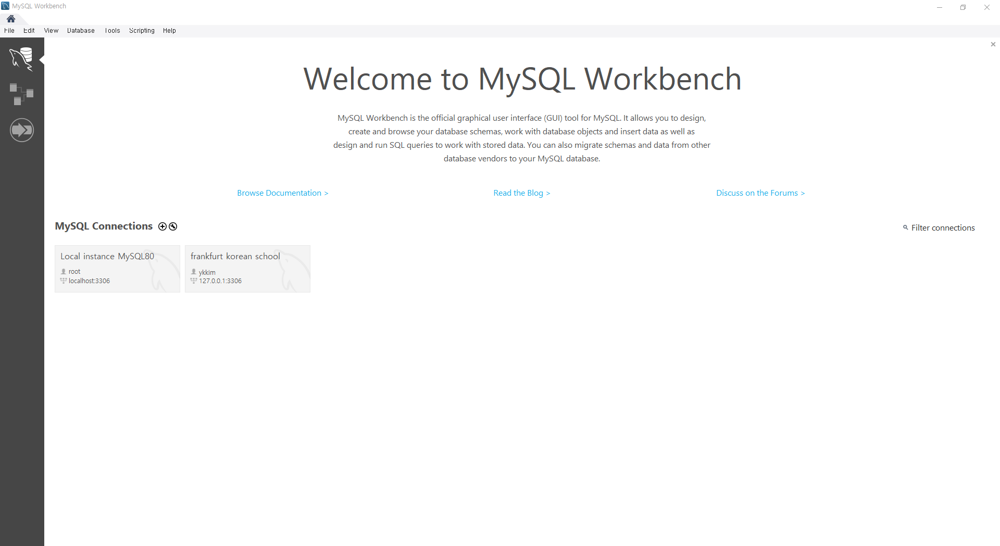 MySQL Workbench
File Edit View Database Tools Scripting Help
Welcome to MySQL Workbench
MySQL Workbench is the official graphical user interface (GUI) tool for MySQL. It allows you to design,
create and browse your database schemas, work with database objects and insert data as well as
design and run SQL queries to work with stored data. You can also migrate schemas and data from other
database vendors to your MySQL database.
Browse Documentation >
Read the Blog >
Discuss on the Forums >
MySQL Connections
Filter connections
Local instance MySQL80
root
localhost:3306
frankfurt korean school
ykkim
127.0.0.1:3306